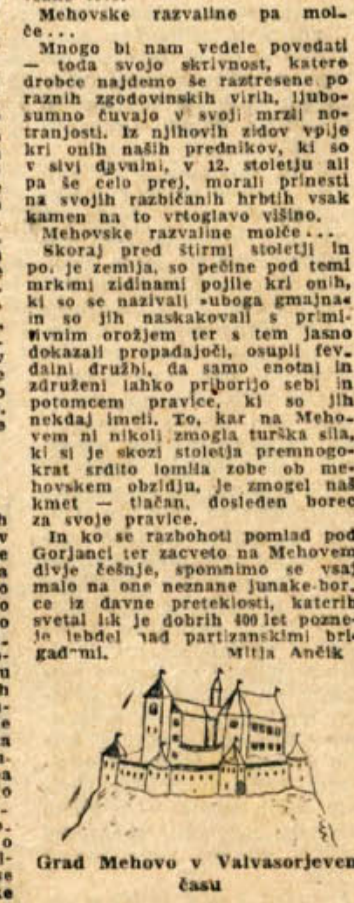 Mehovske razvaline pa mol-
če...
Mnogo bi nam vedele povedati
— toda svojo skrivnost, katere
drobce najdemo še raztresene po
raznih zgodovinskih virih, ljubo-
sumno čuvajo v svoji mrzli no-
tranjosti. Iz njihovih zidov vpije
kri onih naših prednikov, ki so
v sivi davnini, v 12. stoletju ali
pa še celo prej, morali prinesti
na svojih razbičanih hrbtih vsak
kamen na to vrtoglavo višino.
Mehovske razvaline molče...
Skoraj pred štirmi stoletji in
po. je zemlja, so pečine pod temi
mrkimi zidinami pojile kri onih,
ki so se nazivali »uboga gmajna«
in so jih naskakovali s primi-
tivnim orožjem ter s tem jasno
dokazali propadajoči, osupli fev-
dalni družbi, da samo enotni in
združeni lahko priborijo sebi in
potomcem pravice, ki so jih
nekdaj imeli. To, kar na Meho-
vem ni nikoli zmogla turška sila,
ki si je skozi stoletja premnogo-
krat srdito lomila zobe ob me-
hovskem obzidju, je zmogel naš
kmet — tlačan, dosleden borec
za svoje pravice.
In ko se razbohoti pomlad pod
Gorjanci ter zacveto na Mehovem
divje češnje, spomnimo se vsaj
malo na one neznane junake-bor-
ce iz davne preteklosti, katerih
svetal lik je dobrih 400 let pozne-
je lebdel nad partizanskimi bri-
gadami. Mitja Ančik
Grad Mehovo v Valvasorjevem
času